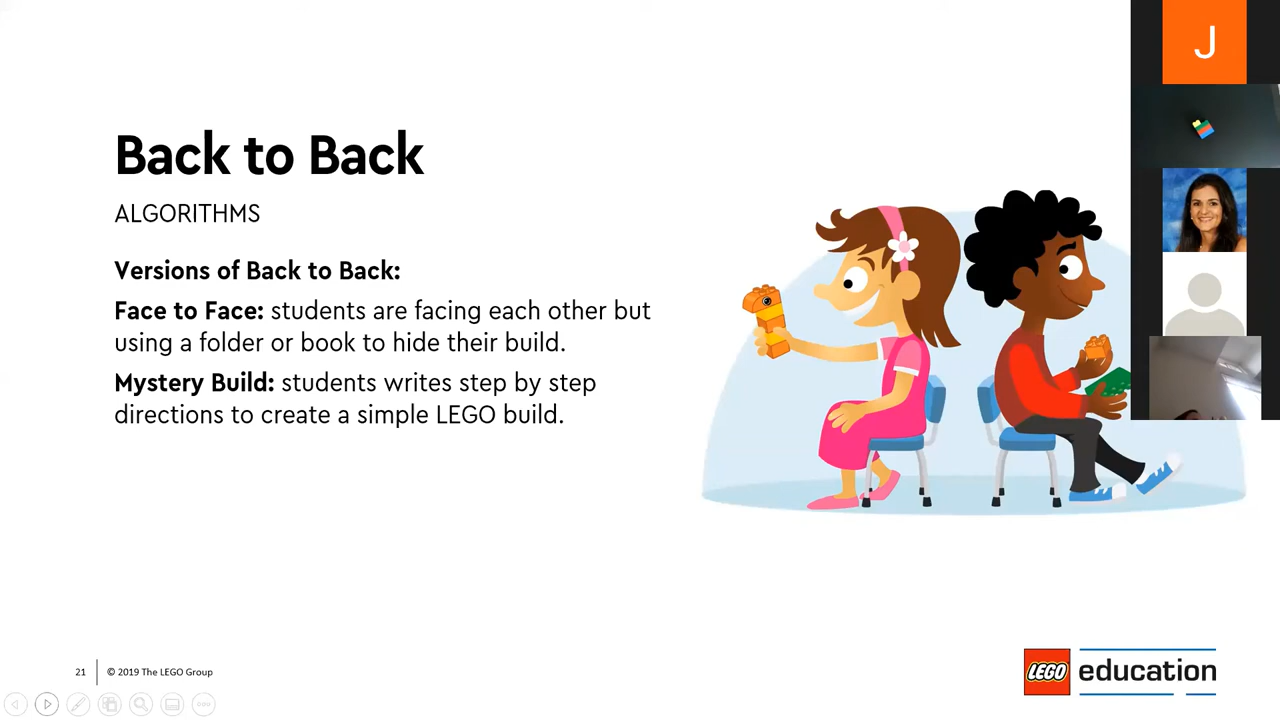 J
Back to Back
ALGORITHMS
Versions of Back to Back:
Face to Face: students are facing each other but
using a folder or book to hide their build.
Mystery Build: students writes step by step
directions to create a simple LEGO build.
21
© 2019 The LEGO Group
LEGO education